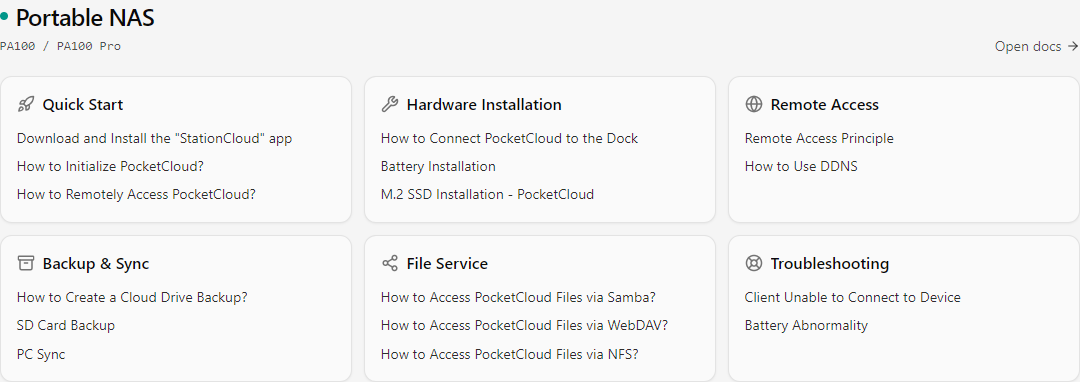 Portable NAS
PA100 / PA100 Pro
Open docs →
Quick Start
Download and Install the "StationCloud" app
How to Initialize PocketCloud?
How to Remotely Access PocketCloud?
Hardware Installation
How to Connect PocketCloud to the Dock
Battery Installation
M.2 SSD Installation - PocketCloud
Remote Access
Remote Access Principle
How to Use DDNS
Backup & Sync
How to Create a Cloud Drive Backup?
SD Card Backup
PC Sync
File Service
How to Access PocketCloud Files via Samba?
How to Access PocketCloud Files via WebDAV?
How to Access PocketCloud Files via NFS?
Troubleshooting
Client Unable to Connect to Device
Battery Abnormality